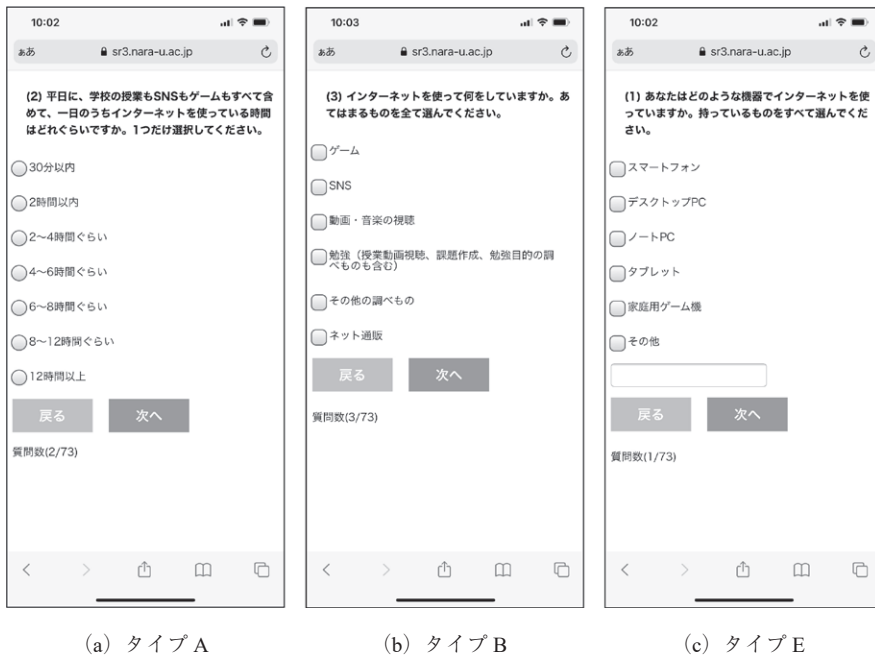 10:02
ぁあ
sr3.nara-u.ac.jp
(2) 平日に、学校の授業もSNSもゲームもすべて含
めて、一日のうちインターネットを使っている時間
はどれぐらいですか。1つだけ選択してください。
30分以内
2時間以内
2〜4時間ぐらい
4〜6時間ぐらい
6〜8時間ぐらい
8〜12時間ぐらい
12時間以上
戻る
次へ
質問数(2/73)
(a) タイプ A
10:03
ぁあ
sr3.nara-u.ac.jp
(3) インターネットを使って何をしていますか。あ
てはまるものを全て選んでください。
ゲーム
SNS
動画・音楽の視聴
勉強（授業動画視聴、課題作成、勉強目的の調
べものも含む）
その他の調べもの
ネット通販
戻る
次へ
質問数(3/73)
(b) タイプ B
10:02
ぁあ
sr3.nara-u.ac.jp
(1) あなたはどのような機器でインターネットを使
っていますか。持っているものをすべて選んでくだ
さい。
スマートフォン
デスクトップPC
ノートPC
タブレット
家庭用ゲーム機
その他
戻る
次へ
質問数(1/73)
(c) タイプ E